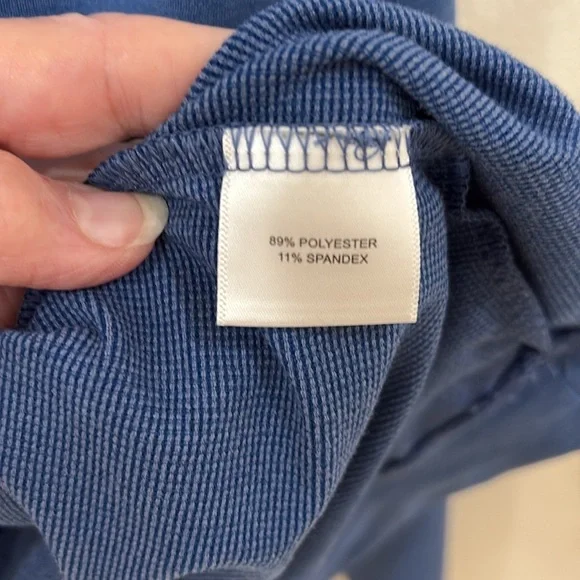 89% POLYESTER
11% SPANDEX